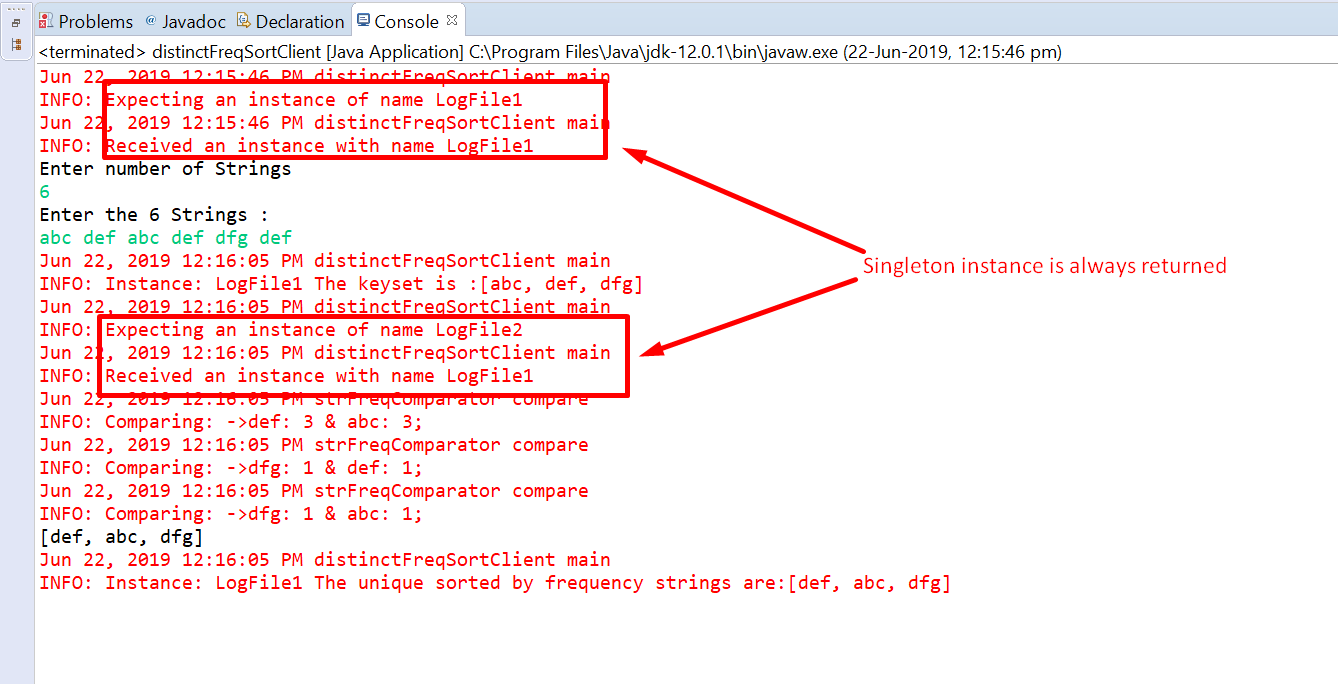 Problems Javadoc Declaration Console
<terminated> distinctFreqSortClient [Java Application] C:\Program Files\Java\jdk-12.0.1\bin\javaw.exe (22-Jun-2019, 12:15:46 pm)
Jun 22, 2019 12:15:46 PM distinctFreqSortClient main
INFO: Expecting an instance of name LogFile1
Jun 22, 2019 12:15:46 PM distinctFreqSortClient main
INFO: Received an instance with name LogFile1
Enter number of Strings
6
Enter the 6 Strings :
abc def abc def dfg def
Jun 22, 2019 12:16:05 PM distinctFreqSortClient main
Singleton instance is always returned
INFO: Instance: LogFile1 The keyset is :[abc, def, dfg]
Jun 22, 2019 12:16:05 PM distinctFreqSortClient main
INFO: Expecting an instance of name LogFile2
Jun 22, 2019 12:16:05 PM distinctFreqSortClient main
INFO: Received an instance with name LogFile1
Jun 22, 2019 12:16:05 PM strFreqComparator compare
INFO: Comparing: ->def: 3 & abc: 3;
Jun 22, 2019 12:16:05 PM strFreqComparator compare
INFO: Comparing: ->dfg: 1 & def: 1;
Jun 22, 2019 12:16:05 PM strFreqComparator compare
INFO: Comparing: ->dfg: 1 & abc: 1;
[def, abc, dfg]
Jun 22, 2019 12:16:05 PM distinctFreqSortClient main
INFO: Instance: LogFile1 The unique sorted by frequency strings are:[def, abc, dfg]